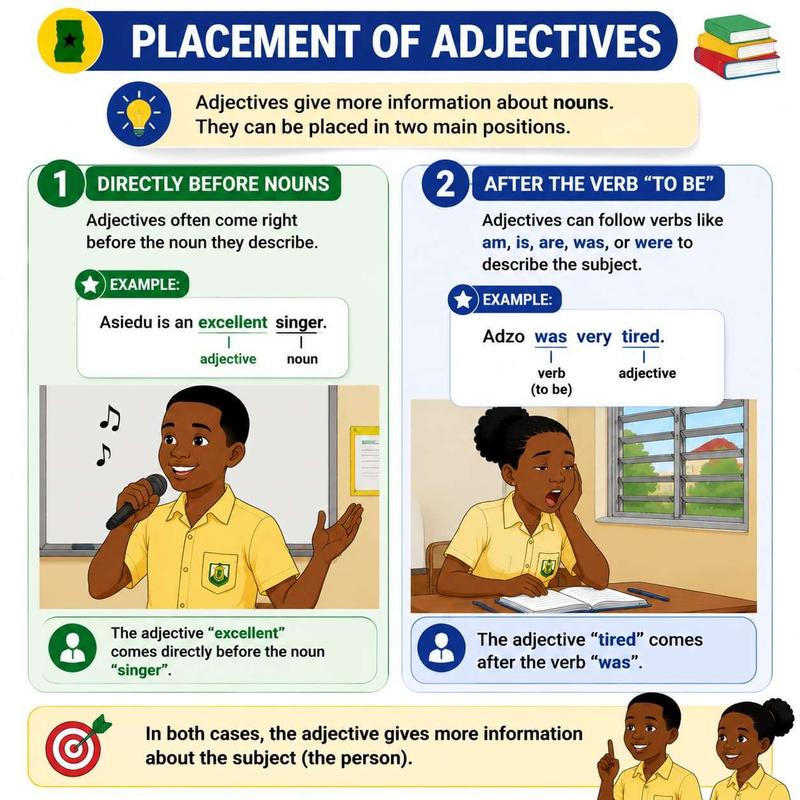 PLACEMENT OF ADJECTIVES
Adjectives give more information about nouns.
They can be placed in two main positions.
1 DIRECTLY BEFORE NOUNS
Adjectives often come right
before the noun they describe.
EXAMPLE:
Asiedu is an excellent singer.
adjective noun
The adjective “excellent”
comes directly before the noun
“singer”.
2 AFTER THE VERB “TO BE”
Adjectives can follow verbs like
am, is, are, was, or were to
describe the subject.
EXAMPLE:
Adzo was very tired.
verb adjective
(to be)
The adjective “tired” comes
after the verb “was”.
In both cases, the adjective gives more information
about the subject (the person).